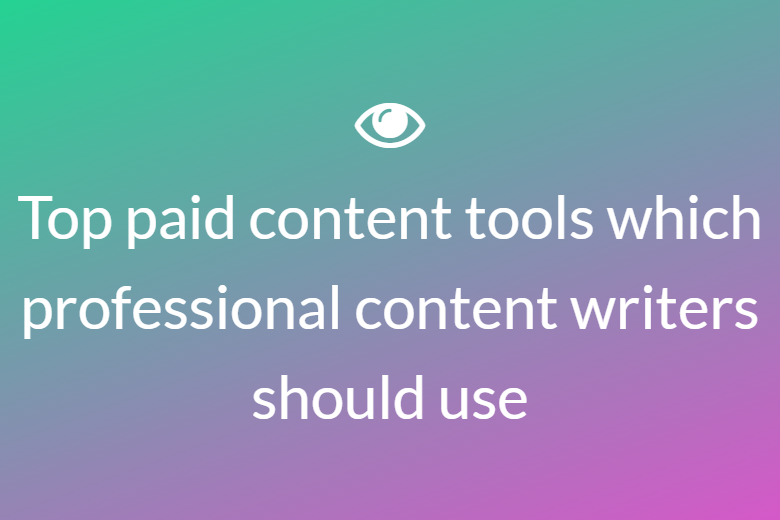 Top paid content tools which
professional content writers
should use